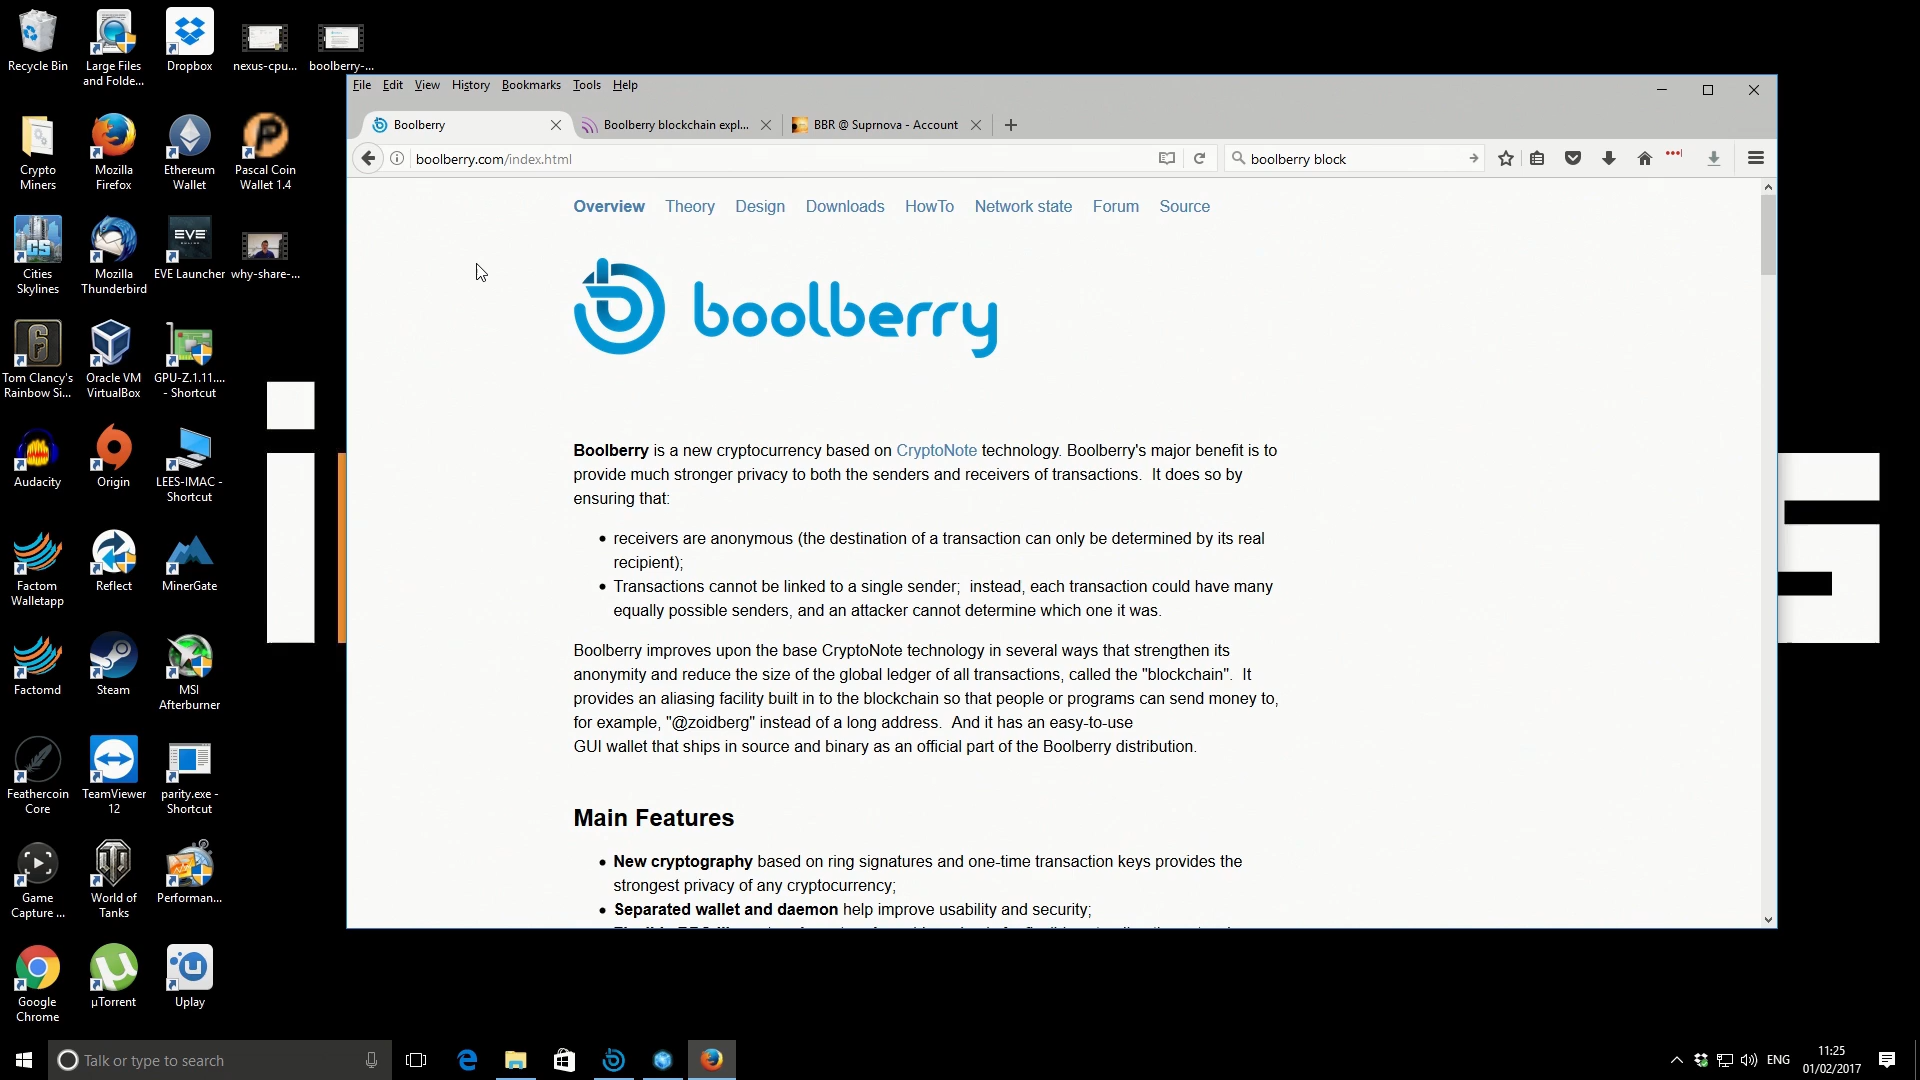 Recycle Bin
Large Files
and Folde...
Dropbox
nexus-cpu...
boolberry-...
Crypto
Miners
Mozilla
Firefox
Ethereum
Wallet
Pascal Coin
Wallet 1.4
Cities
Skylines
Mozilla
Thunderbird
EVE
EVE Launcher
why-share-...
Tom Clancy's
Rainbow Si...
Oracle VM
VirtualBox
GPU-Z.1.11....
- Shortcut
Audacity
Origin
LEES-IMAC -
Shortcut
Factom
Walletapp
Reflect
MinerGate
Factomd
Steam
MSI
Afterburner
Feathercoin
Core
TeamViewer
12
parity.exe -
Shortcut
Game
Capture ...
World of
Tanks
Performan...
Google
Chrome
µTorrent
Uplay
File Edit View History Bookmarks Tools Help
Boolberry
Boolberry blockchain expl...
BBR @ Suprnova - Account
boolberry.com/index.html
boolberry block
Overview Theory Design Downloads HowTo Network state Forum Source
boolberry
Boolberry is a new cryptocurrency based on CryptoNote technology. Boolberry's major benefit is to
provide much stronger privacy to both the senders and receivers of transactions. It does so by
ensuring that:
• receivers are anonymous (the destination of a transaction can only be determined by its real
recipient);
• Transactions cannot be linked to a single sender; instead, each transaction could have many
equally possible senders, and an attacker cannot determine which one it was.
Boolberry improves upon the base CryptoNote technology in several ways that strengthen its
anonymity and reduce the size of the global ledger of all transactions, called the "blockchain". It
provides an aliasing facility built in to the blockchain so that people or programs can send money to,
for example, "@zoidberg" instead of a long address. And it has an easy-to-use
GUI wallet that ships in source and binary as an official part of the Boolberry distribution.
Main Features
• New cryptography based on ring signatures and one-time transaction keys provides the
strongest privacy of any cryptocurrency;
• Separated wallet and daemon help improve usability and security;
Talk or type to search
ENG
11:25
01/02/2017